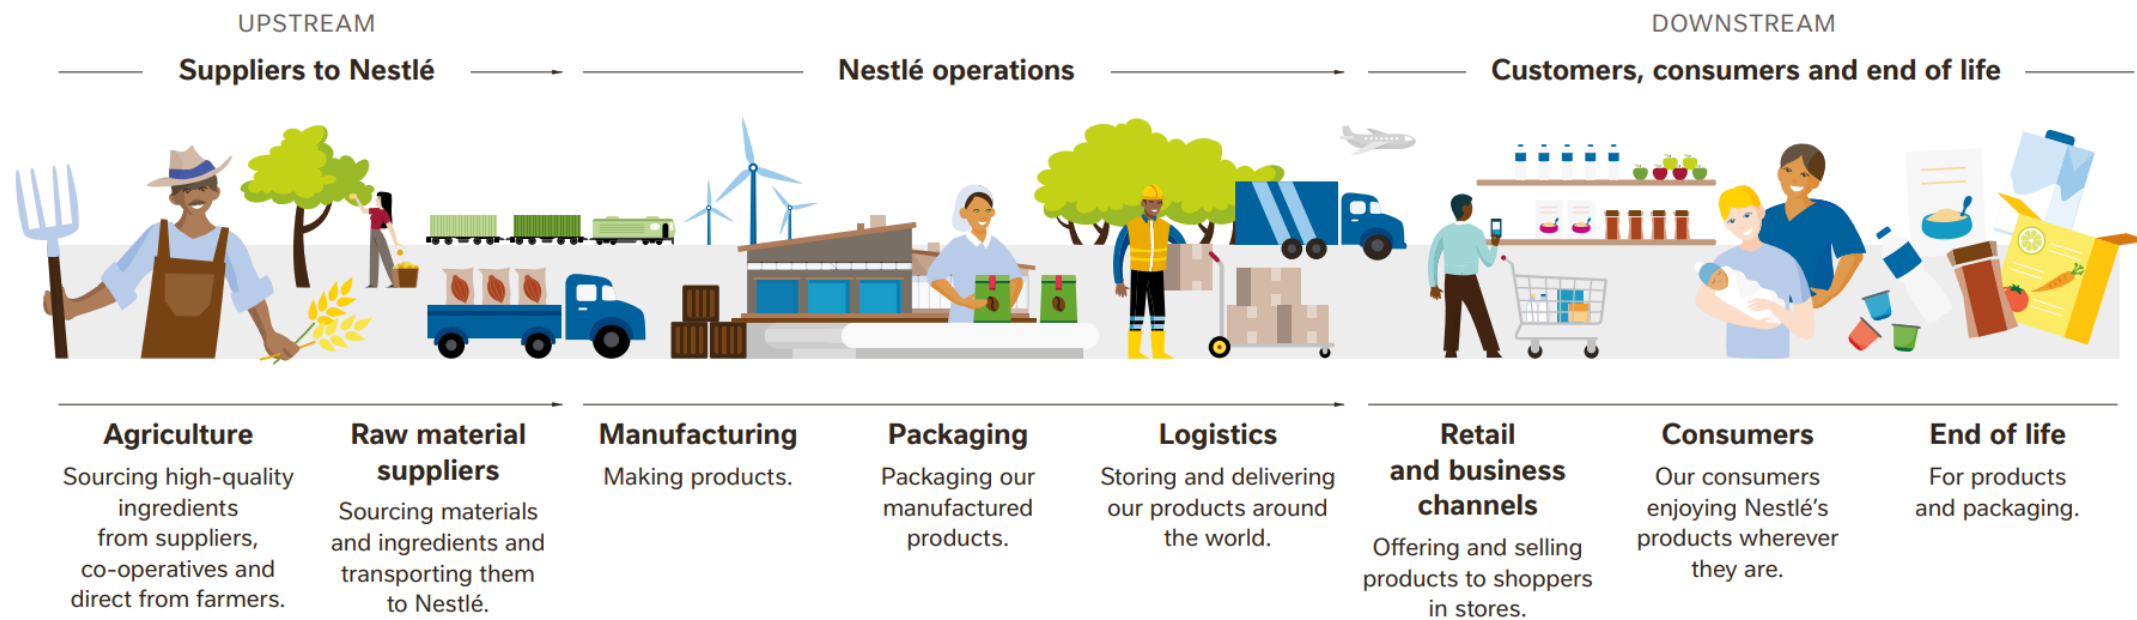 UPSTREAM
Suppliers to Nestlé
Nestlé operations
DOWNSTREAM
Customers, consumers and end of life
Agriculture
Sourcing high-quality
ingredients
from suppliers,
co-operatives and
direct from farmers.
Raw material
suppliers
Sourcing materials
and ingredients and
transporting them
to Nestlé.
Manufacturing
Making products.
Packaging
Packaging our
manufactured
products.
Logistics
Storing and delivering
our products around
the world.
Retail
and business
channels
Offering and selling
products to shoppers
in stores.
Consumers
Our consumers
enjoying Nestlé’s
products wherever
they are.
End of life
For products
and packaging.